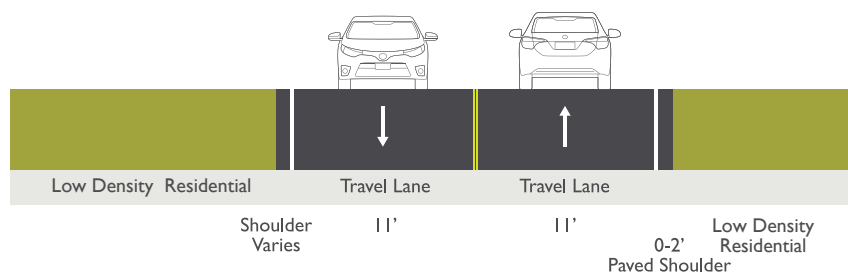 Low Density Residential
Travel Lane
Travel Lane
Shoulder
Varies
11'
11'
0-2'
Paved Shoulder
Low Density
Residential